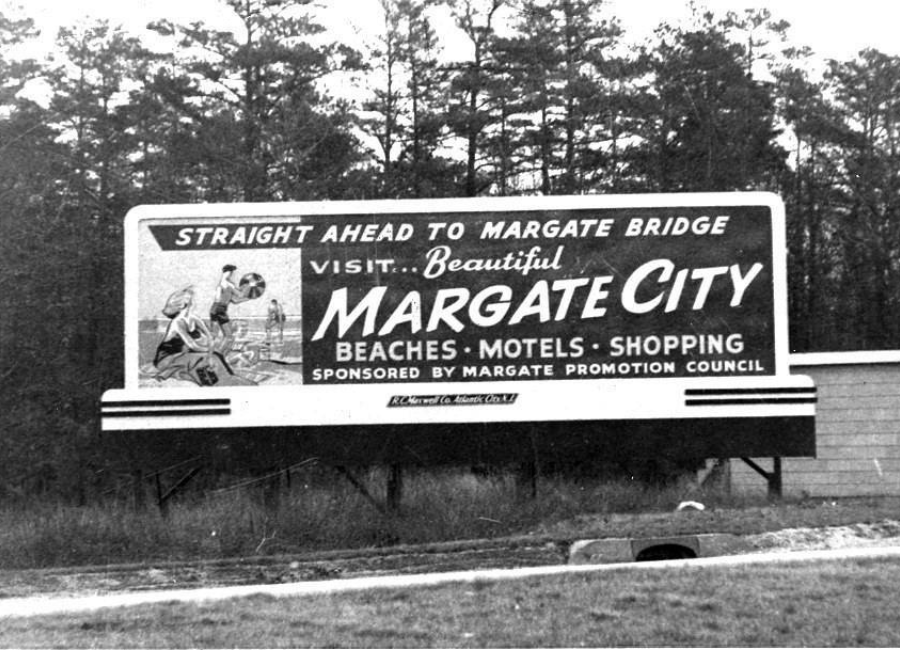 STRAIGHT AHEAD TO MARGATE BRIDGE
VISIT... Beautiful
MARGATE CITY
BEACHES · MOTELS · SHOPPING
SPONSORED BY MARGATE PROMOTION COUNCIL
R.C. Maxwell Co. Atlantic City N.J.